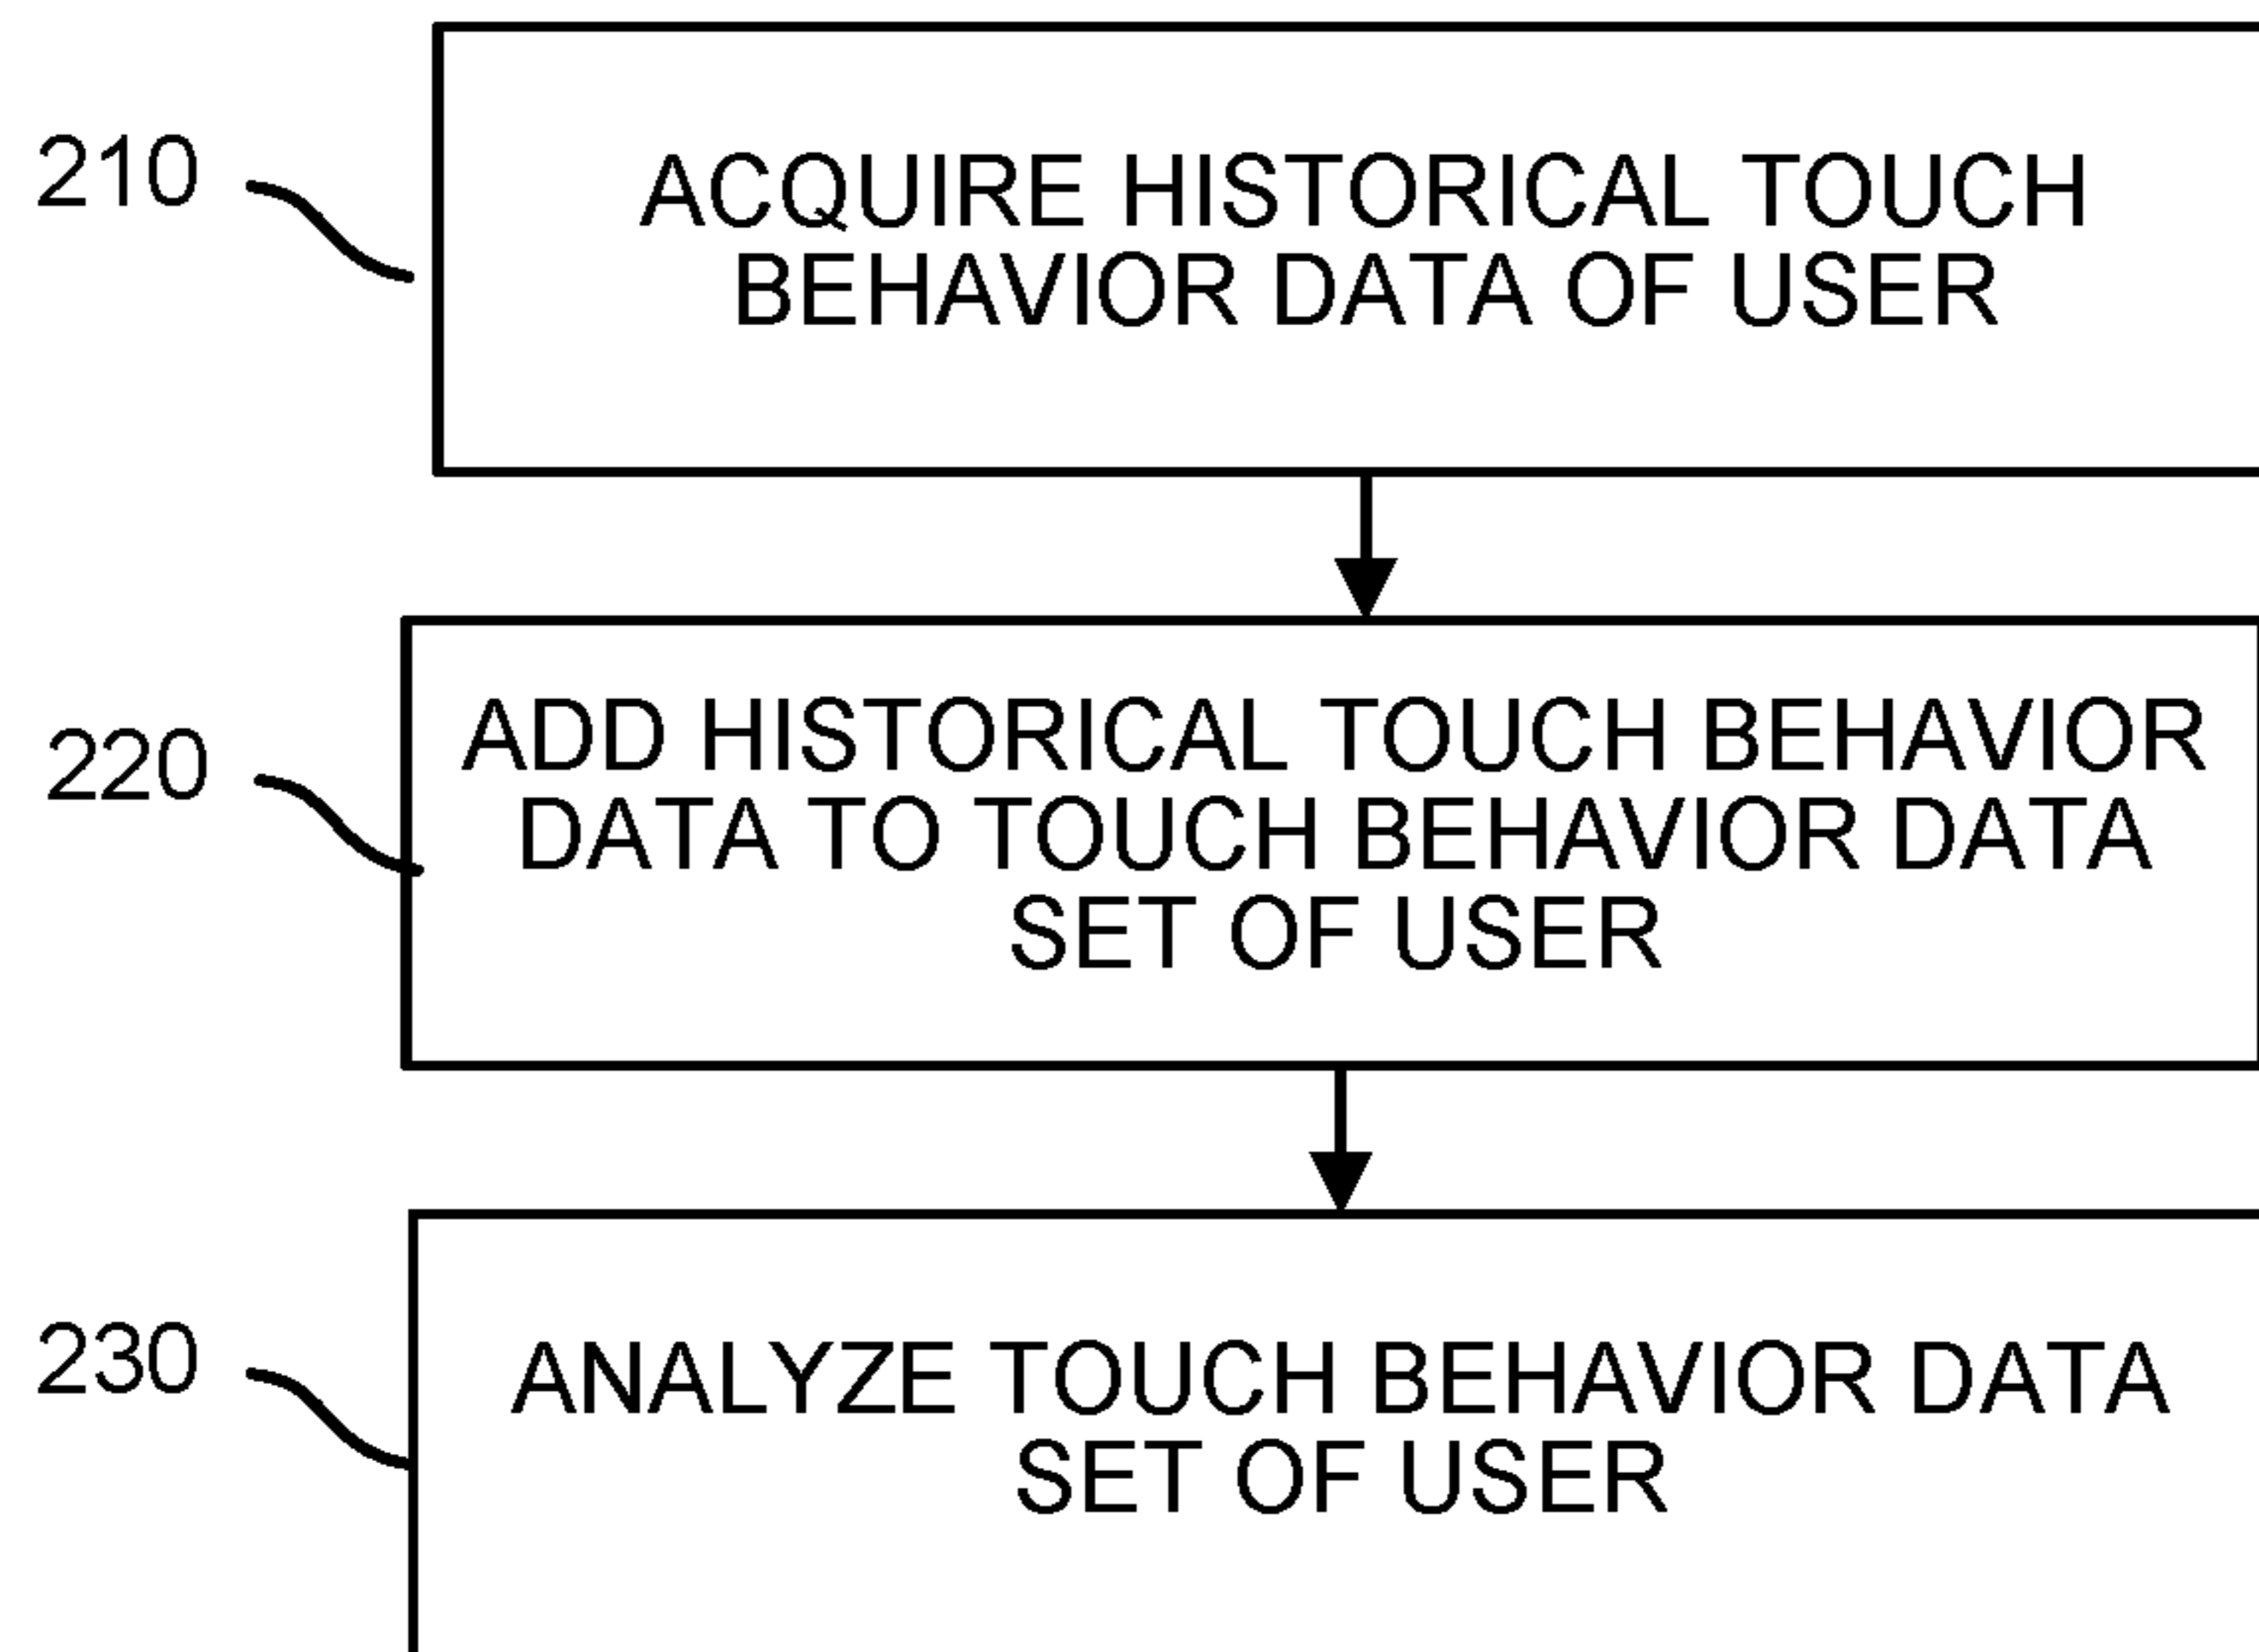 210
ACQUIRE HISTORICAL TOUCH
BEHAVIOR DATA OF USER
220
ADD HISTORICAL TOUCH BEHAVIOR
DATA TO TOUCH BEHAVIOR DATA
SET OF USER
230
ANALYZE TOUCH BEHAVIOR DATA
SET OF USER